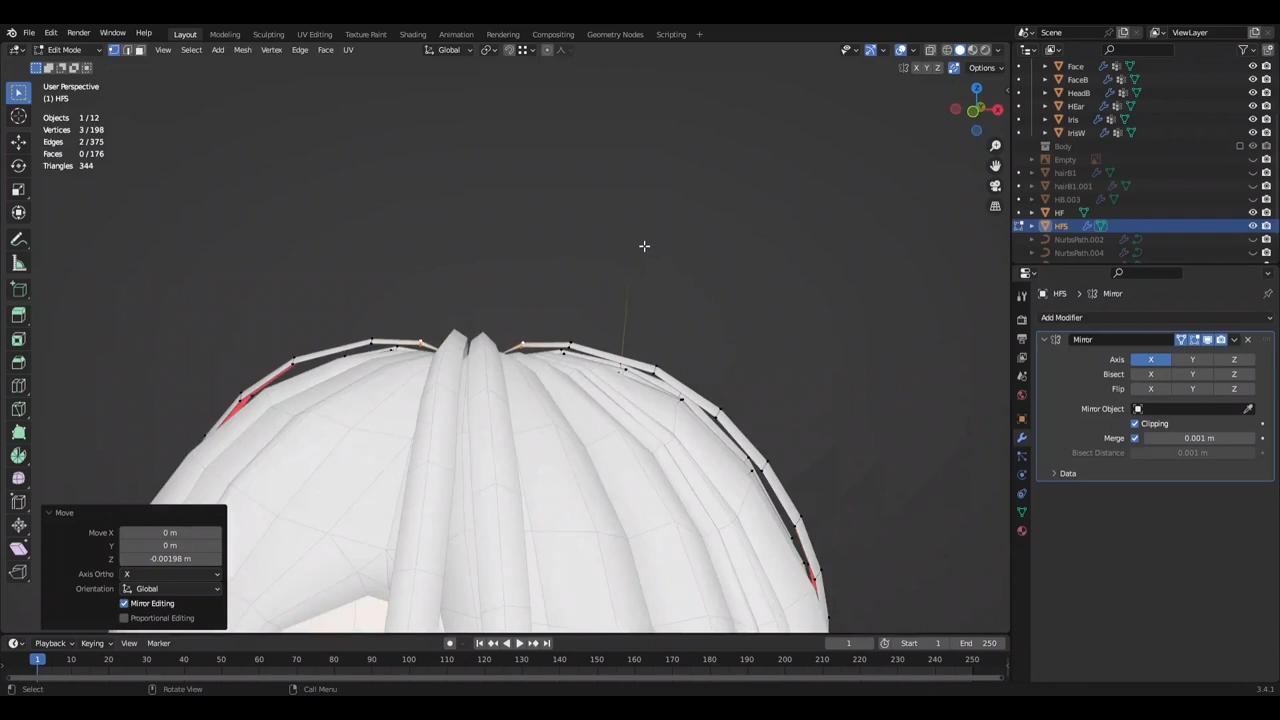 File Edit Render Window Help Layout Modeling Sculpting UV Editing Texture Paint Shading Animation Rendering Compositing Geometry Nodes Scripting Scene ViewLayer
Edit Mode View Select Add Mesh Vertex Edge Face UV Global
X Y Z Options
User Perspective
(1) HFS
Objects 1/12
Vertices 3/198
Edges 2/375
Faces 0/176
Triangles 344
Z
X
Face
FaceB
HeadB
HEar
Iris
IrisW
Body
Empty
hairB1
hairB1.001
HB.003
HF
HFS
NurbsPath.002
NurbsPath.004
HFS > Mirror
Add Modifier
Mirror
Axis X Y Z
Bisect X Y Z
Flip X Y Z
Mirror Object
Clipping
Merge 0.001 m
Bisect Distance 0.001 m
Data
Move
Move X 0 m
Y 0 m
Z -0.00198 m
Axis Ortho X
Orientation Global
Mirror Editing
Proportional Editing
Playback Keying View Marker 1 Start 1 End 250
1 10 20 30 40 50 60 70 80 90 100 110 120 130 140 150 160 170 180 190 200 210 220 230 240 250
Select Rotate View Call Menu 3.4.1